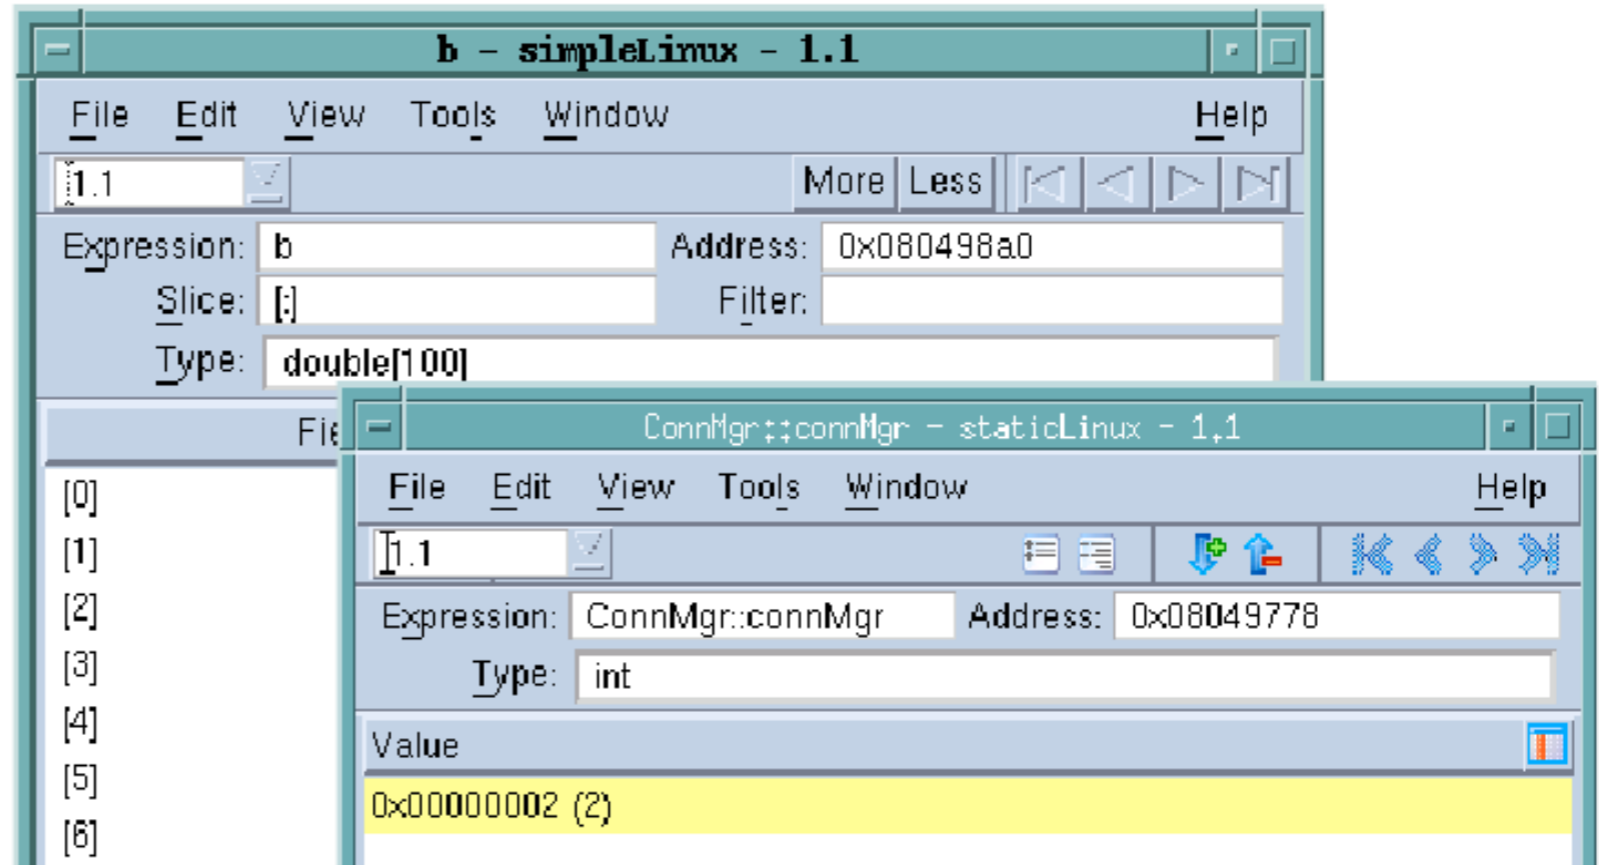 b - simpleLinux - 1.1
File Edit View Tools Window Help
1.1 More Less
Expression: b Address: 0x080498a0
Slice: [:] Filter:
Type: double[100]
ConnMgr::connMgr - staticLinux - 1.1
File Edit View Tools Window Help
1.1
Expression: ConnMgr::connMgr Address: 0x08049778
Type: int
Value
0x00000002 (2)
[0]
[1]
[2]
[3]
[4]
[5]
[6]